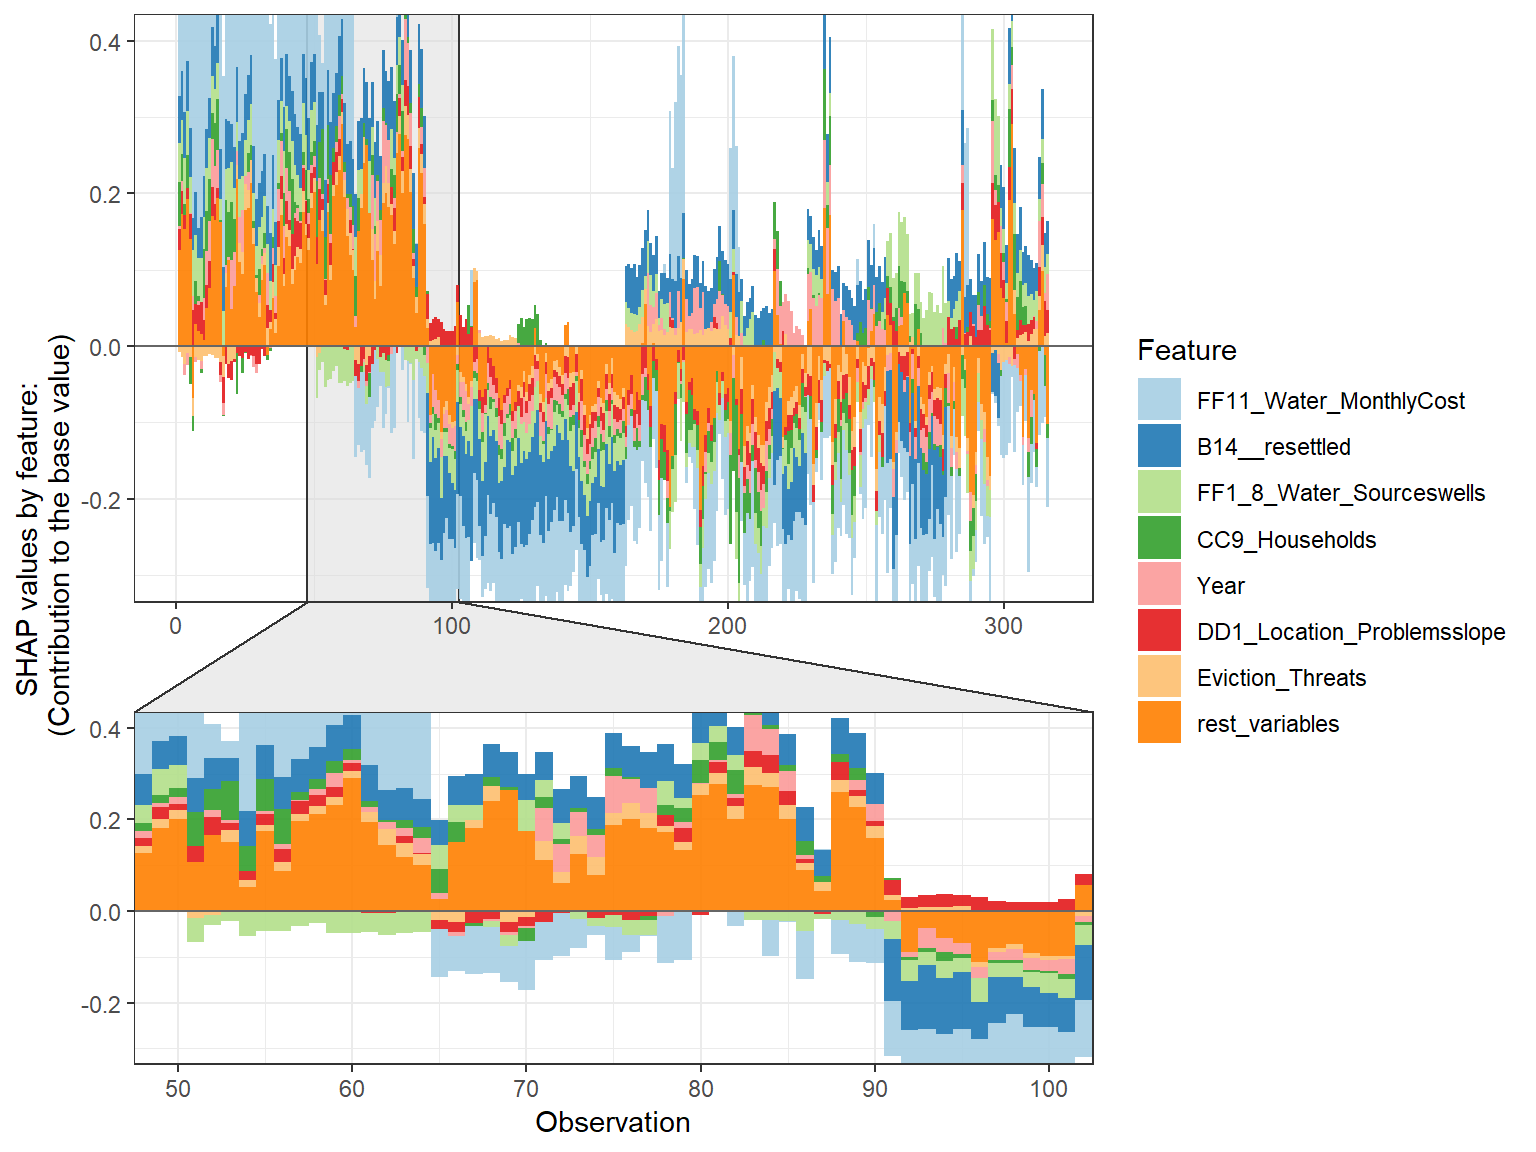 SHAP values by feature:
(Contribution to the base value)
0.4
0.2
0.0
-0.2
0
100
200
300
0.4
0.2
0.0
-0.2
50
60
70
80
90
100
Observation
Feature
FF11_Water_MonthlyCost
B14__resettled
FF1_8_Water_Sourceswells
CC9_Households
Year
DD1_Location_Problemsslope
Eviction_Threats
rest_variables